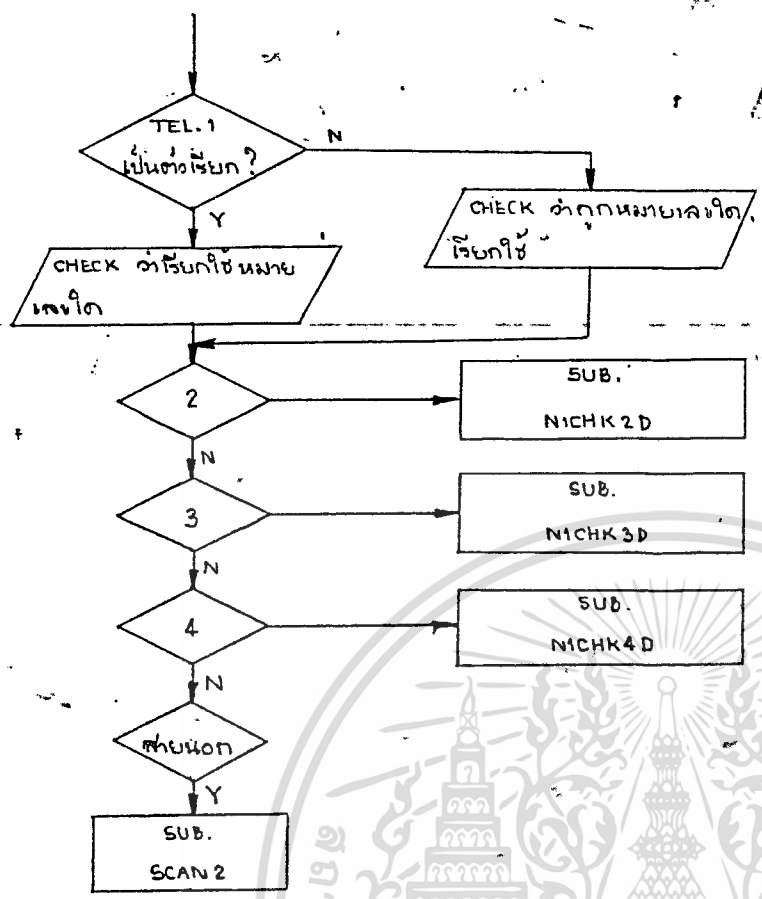 TEL.1
เป็นตัวเรียก?
N
Y
CHECK ว่าถูกหมายเลขใด
เรียกใช้
CHECK ว่าเรียกใช้หมาย
เลขใด
2
SUB.
N1CHK2D
N
3
SUB.
N1CHK3D
N
4
SUB.
N1CHK4D
N
สายนอก
Y
SUB.
SCAN2